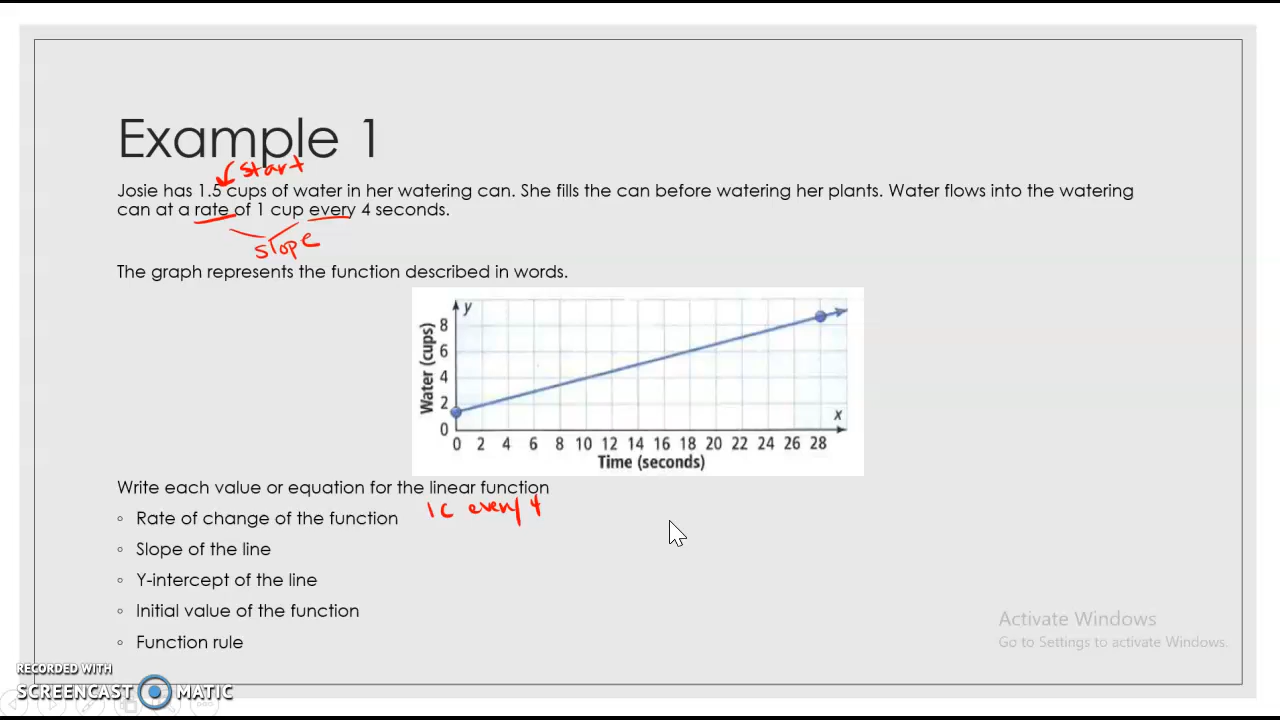 Example 1
start
Josie has 1.5 cups of water in her watering can. She fills the can before watering her plants. Water flows into the watering
can at a rate of 1 cup every 4 seconds.
slope
The graph represents the function described in words.
y
8
6
4
2
0
Water (cups)
x
0 2 4 6 8 10 12 14 16 18 20 22 24 26 28
Time (seconds)
Write each value or equation for the linear function
Rate of change of the function 1c every 4
Slope of the line
Y-intercept of the line
Initial value of the function
Function rule
Activate Windows
Go to Settings to activate Windows.
RECORDED WITH
SCREENCAST MATIC